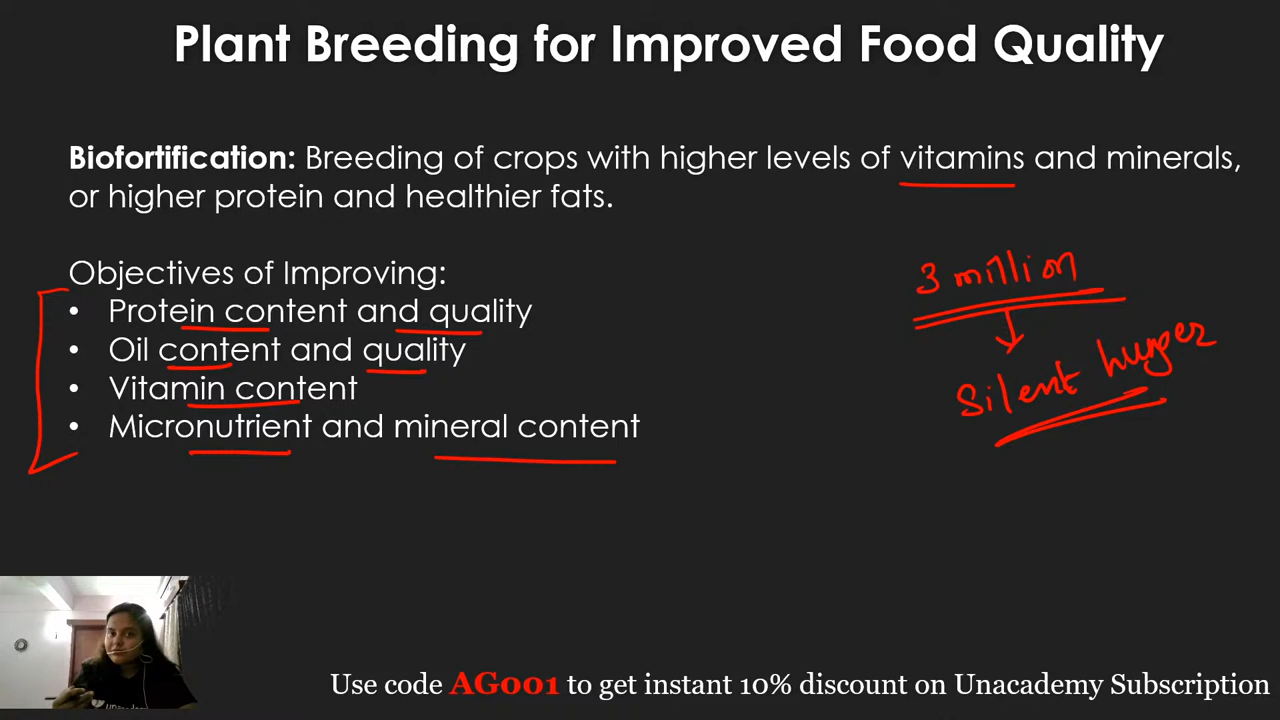 Plant Breeding for Improved Food Quality
Biofortification: Breeding of crops with higher levels of vitamins and minerals,
or higher protein and healthier fats.
Objectives of Improving:
• Protein content and quality
• Oil content and quality
• Vitamin content
• Micronutrient and mineral content
3 million
Silent hunger
Use code AG001 to get instant 10% discount on Unacademy Subscription